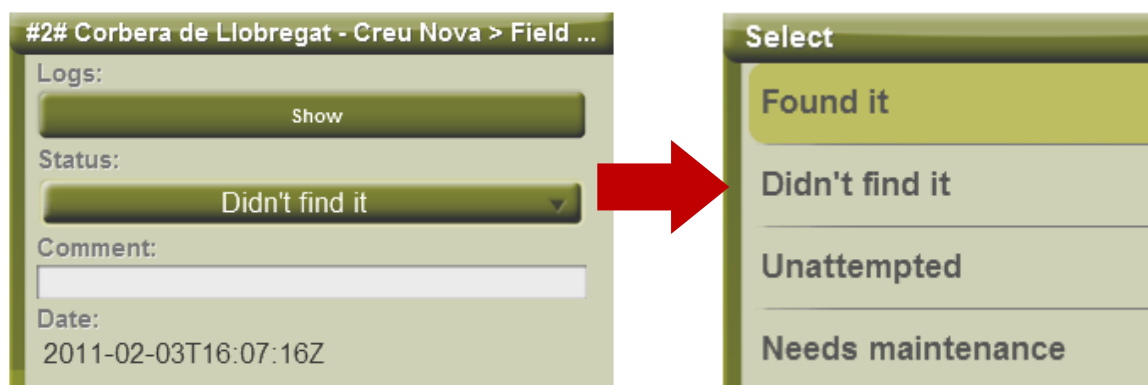 #2# Corbera de Llobregat - Creu Nova > Field ...
Logs:
Show
Status:
Didn't find it
Comment:
Date:
2011-02-03T16:07:16Z
Select
Found it
Didn't find it
Unattempted
Needs maintenance